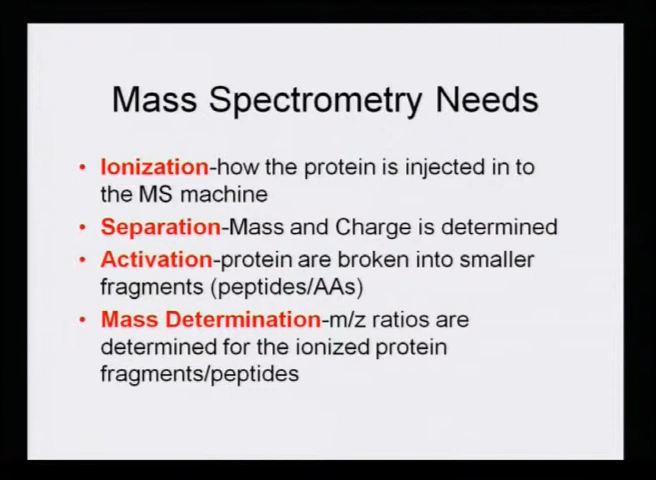 Mass Spectrometry Needs
• Ionization-how the protein is injected in to
the MS machine
• Separation-Mass and Charge is determined
• Activation-protein are broken into smaller
fragments (peptides/AAs)
• Mass Determination-m/z ratios are
determined for the ionized protein
fragments/peptides